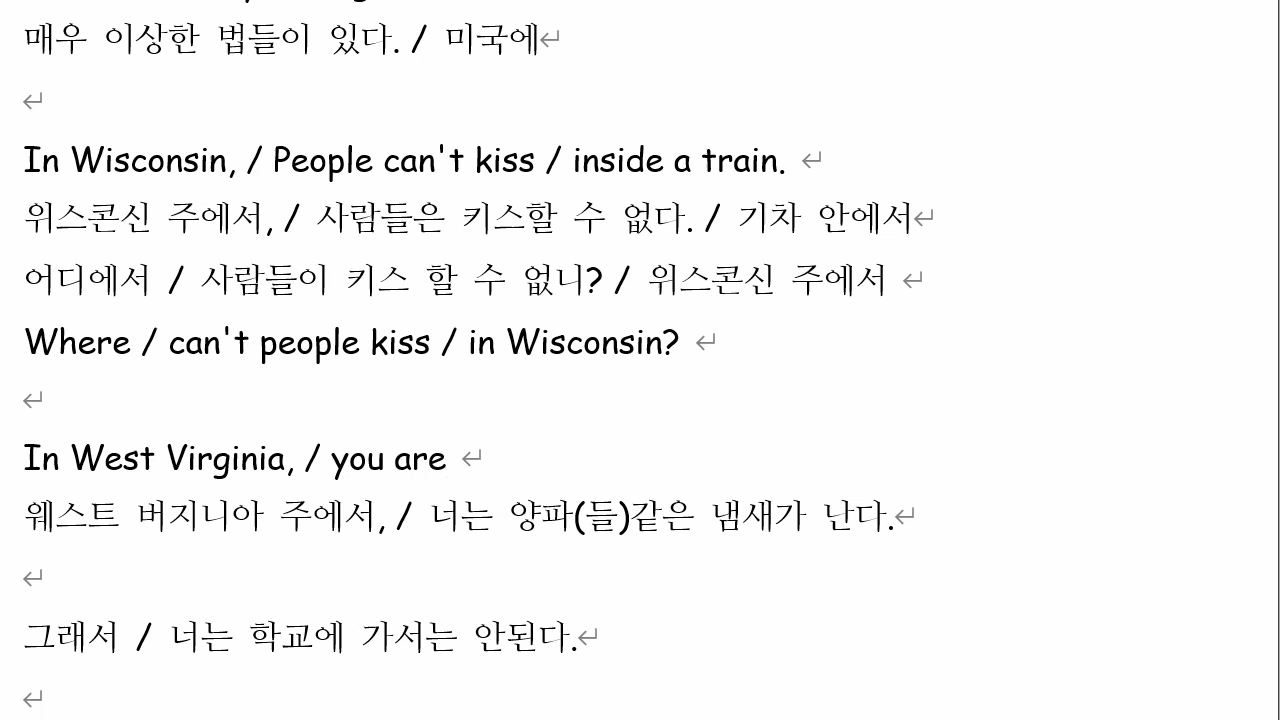 매우 이상한 법들이 있다. / 미국에
In Wisconsin, / People can't kiss / inside a train.
위스콘신 주에서, / 사람들은 키스할 수 없다. / 기차 안에서
어디에서 / 사람들이 키스 할 수 없니? / 위스콘신 주에서
Where / can't people kiss / in Wisconsin?
In West Virginia, / you are
웨스트 버지니아 주에서, / 너는 양파(들)같은 냄새가 난다.
그래서 / 너는 학교에 가서는 안된다.